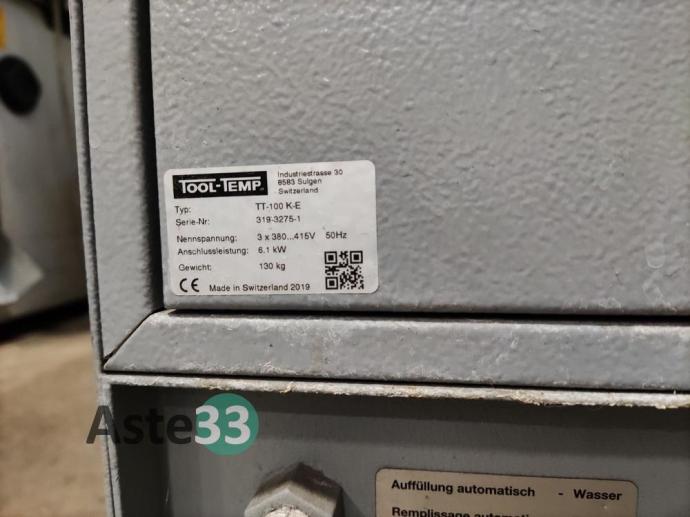 TOOL-TEMP
Industriestrasse 30
8583 Sulgen
Switzerland
Typ: TT-100 K-E
Serie-Nr: 319-3275-1
Nennspannung: 3 x 380...415V 50Hz
Anschlussleistung: 6.1 kW
Gewicht: 130 kg
CE Made in Switzerland 2019
Aste33
Auffüllung automatisch - Wasser
Remplissage